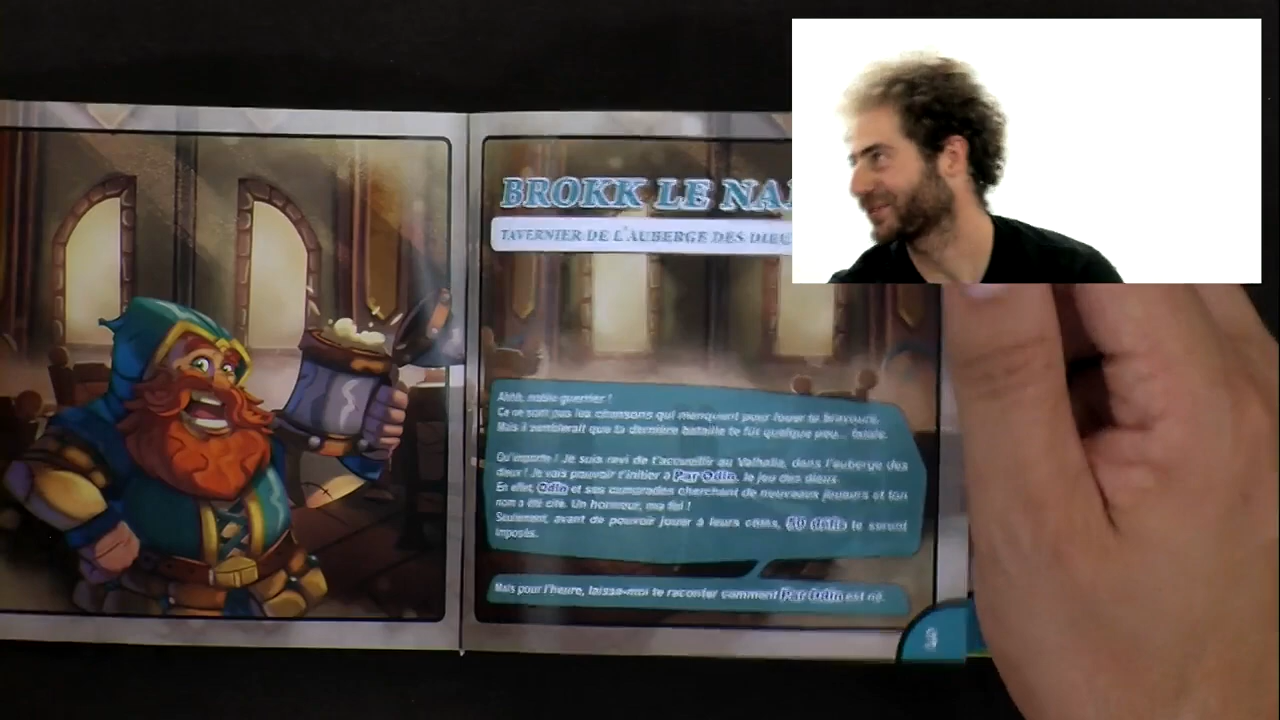 BROKK LE
TAVERNIER DE L'AUBERGE DES
Ahhh, noble guerrier !
Ce ne sont pas les chansons qui manquent pour louer ta bravoure.
Mais il semblerait que ta dernière bataille te fut quelque peu... fatale.
Qu'importe ! Je suis ravi de t'accueillir au Valhalla, dans l'auberge des
dieux ! Je vais pouvoir t'initier à Par Odin, le jeu des dieux.
En effet, Odin et ses camarades cherchent de nouveaux joueurs et ton
nom a été cité. Un honneur, ma foi !
Seulement, avant de pouvoir jouer à leurs côtés, 50 défis te seront
imposés.
Mais pour l'heure, laisse-moi te raconter comment Par Odin est né.
3